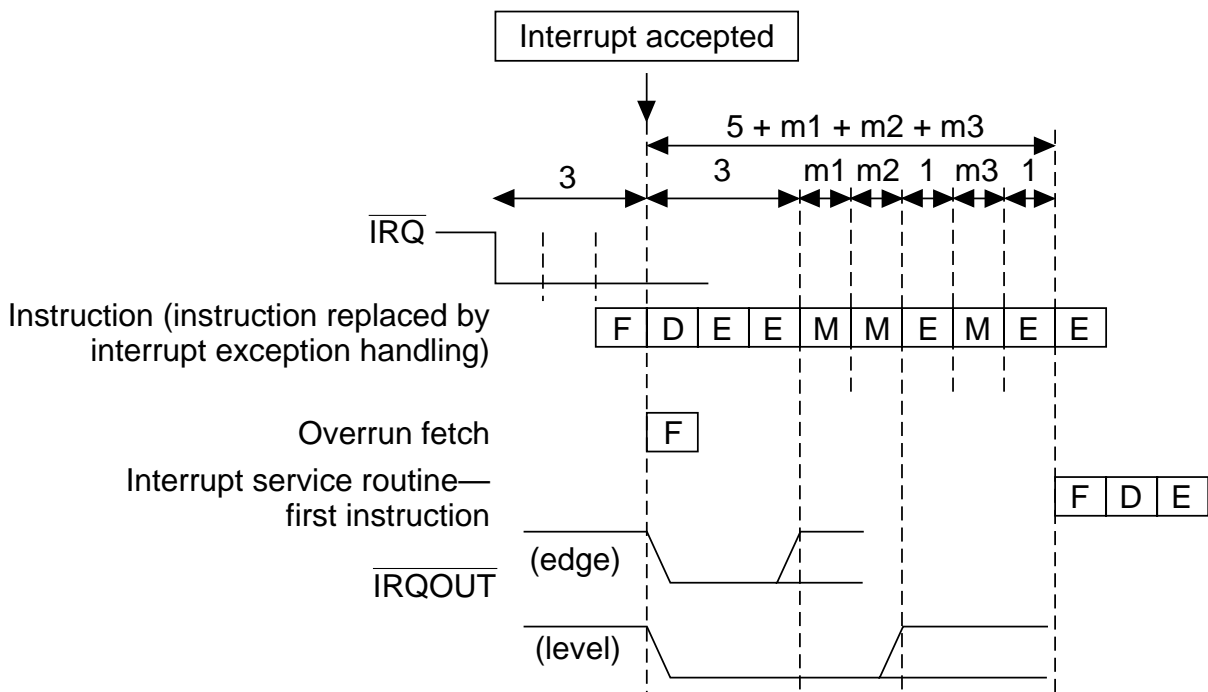 Interrupt accepted
5 + m1 + m2 + m3
3 3 m1 m2 1 m3 1
IRQ
Instruction (instruction replaced by
interrupt exception handling)
F D E E M M E M E E
Overrun fetch
F
Interrupt service routine—
first instruction
F D E
(edge)
IRQOUT
(level)